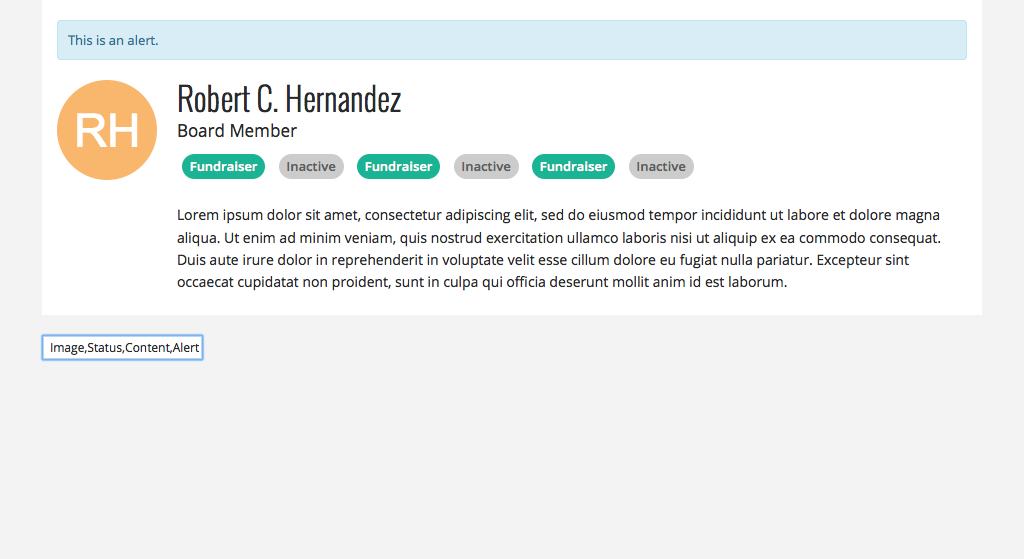 This is an alert.
RH
Robert C. Hernandez
Board Member
Fundraiser Inactive Fundraiser Inactive Fundraiser Inactive
Lorem ipsum dolor sit amet, consectetur adipiscing elit, sed do eiusmod tempor incididunt ut labore et dolore magna
aliqua. Ut enim ad minim veniam, quis nostrud exercitation ullamco laboris nisi ut aliquip ex ea commodo consequat.
Duis aute irure dolor in reprehenderit in voluptate velit esse cillum dolore eu fugiat nulla pariatur. Excepteur sint
occaecat cupidatat non proident, sunt in culpa qui officia deserunt mollit anim id est laborum.
Image,Status,Content,Alert